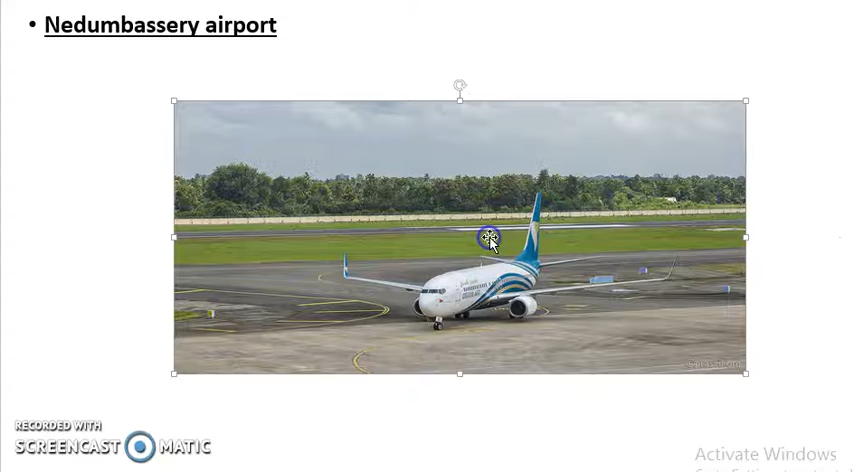 Nedumbassery airport
RECORDED WITH
SCREENCAST MATIC
Activate Windows